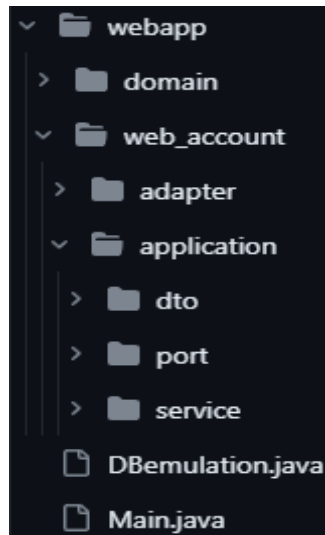 webapp
domain
web_account
adapter
application
dto
port
service
DBemulation.java
Main.java